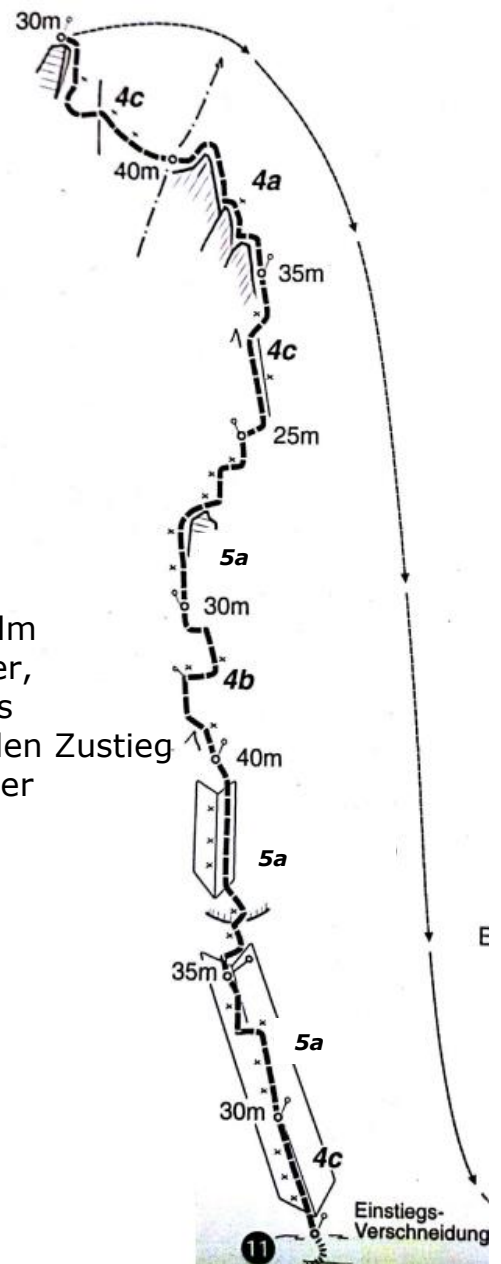 30m
4c
40m
4a
35m
4c
25m
5a
30m
lm
er,
4b
s
len Zustieg
40m
er
5a
E
35m
5a
30m
4c
Einstiegs-
Verschneidung
11